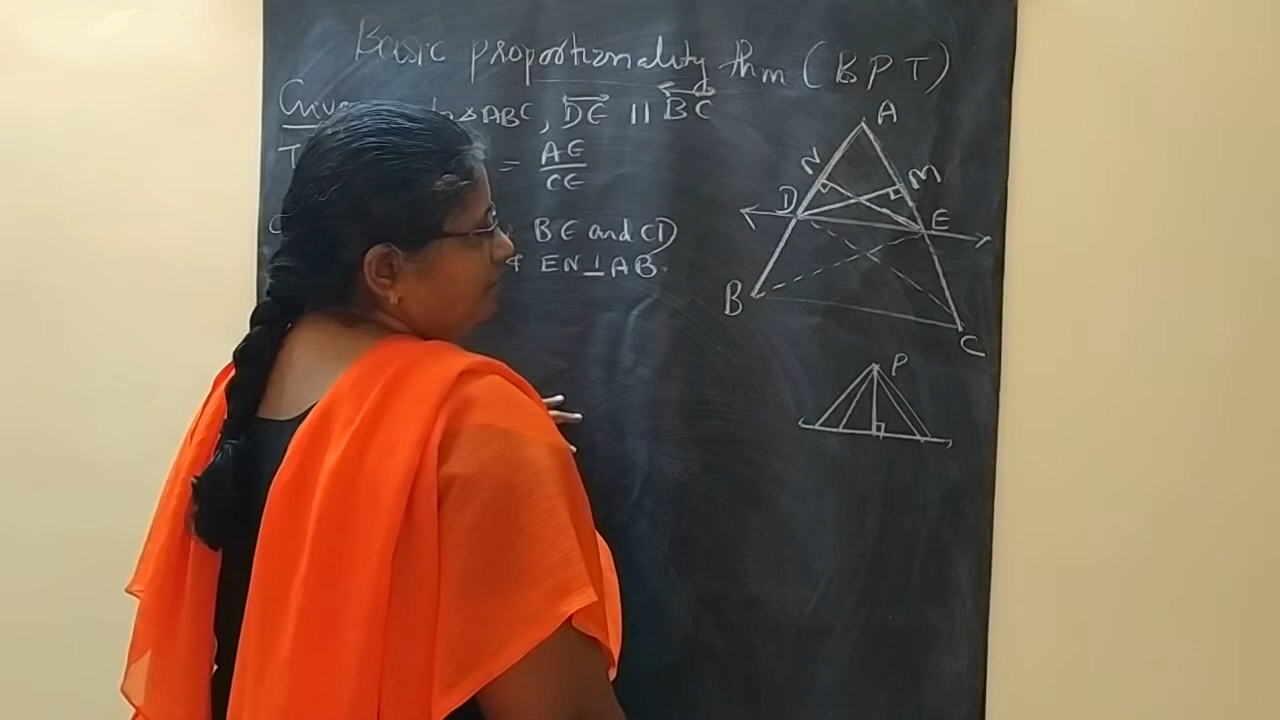 Basic proportionality thm (BPT)
ABC, DE || BC
= AE
CE
BE and CD
EN ⊥ AB.
A
N
M
D
E
B
C
P